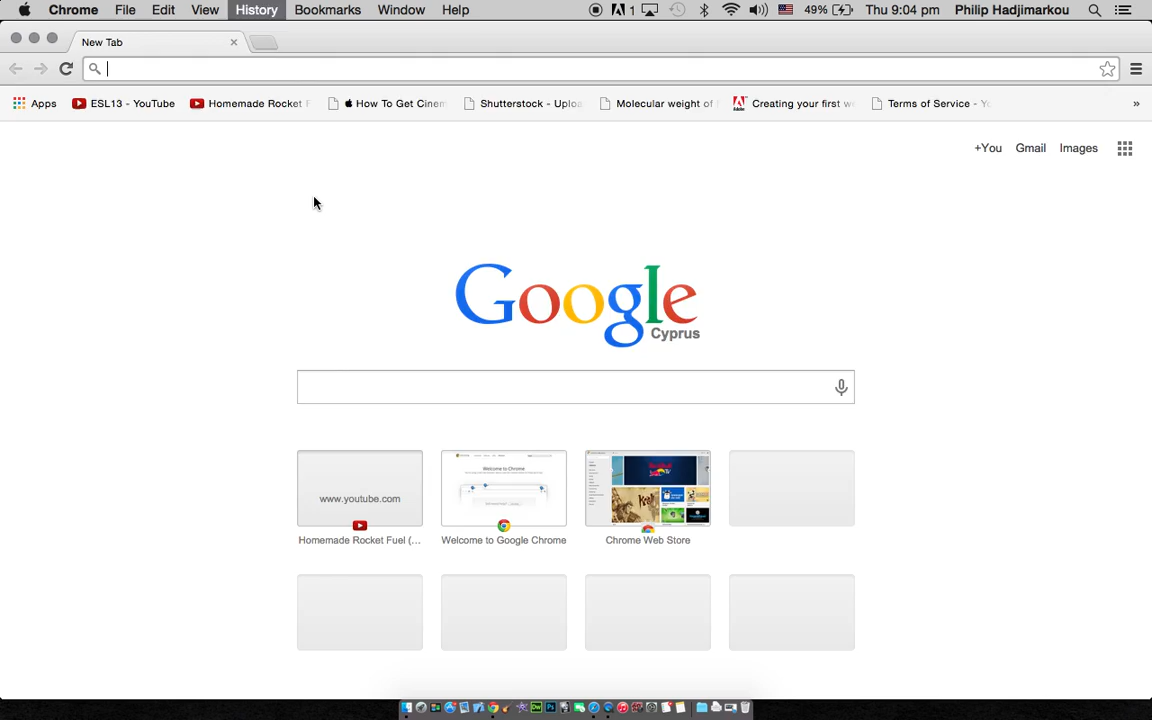 Chrome File Edit View History Bookmarks Window Help 1 49% Thu 9:04 pm Philip Hadjimarkou
New Tab
Apps ESL13 - YouTube Homemade Rocket F How To Get Cinem Shutterstock - Uploa Molecular weight of Creating your first we Terms of Service - Yo »
+You Gmail Images
Google
Cyprus
www.youtube.com
Welcome to Chrome
Homemade Rocket Fuel (... Welcome to Google Chrome Chrome Web Store